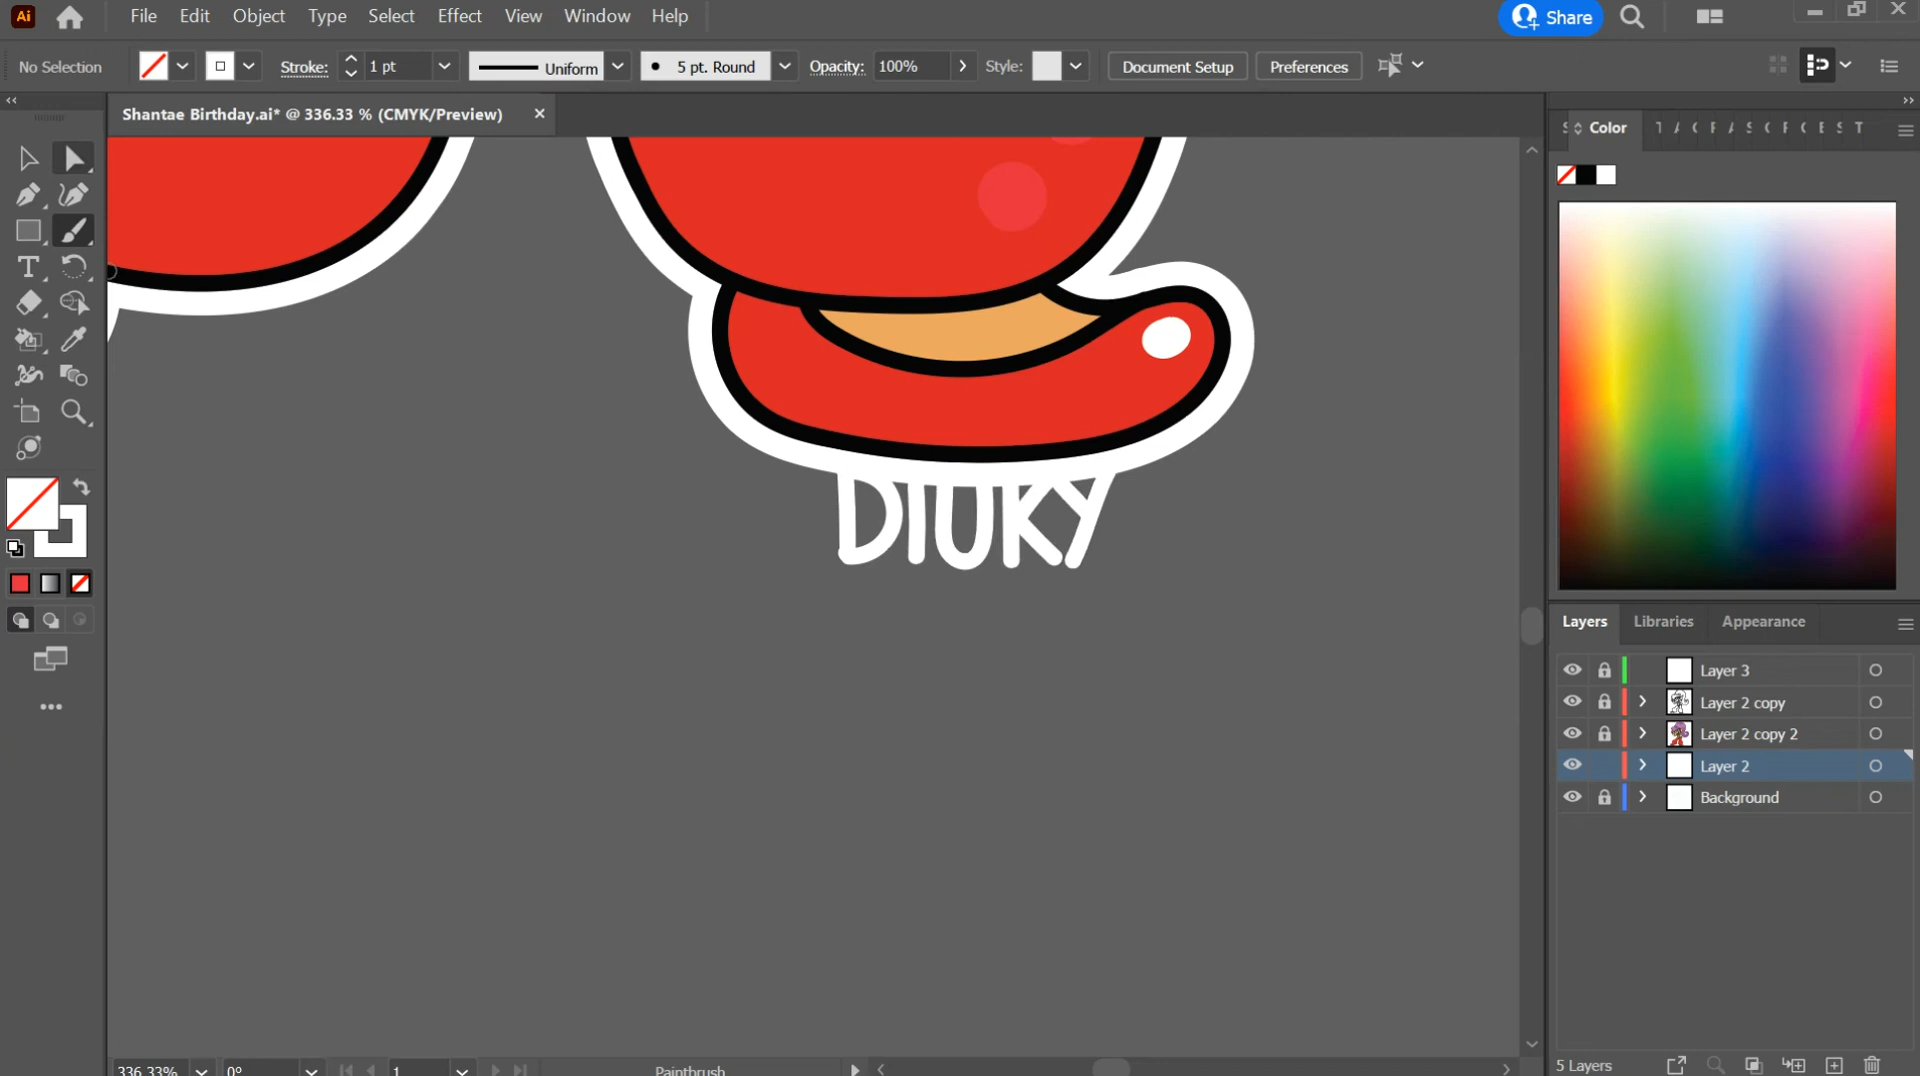 Ai File Edit Object Type Select Effect View Window Help Share
No Selection Stroke: 1 pt Uniform 5 pt. Round Opacity: 100% Style: Document Setup Preferences
Shantae Birthday.ai* @ 336.33 % (CMYK/Preview)
Color
DIUKY
Layers Libraries Appearance
Layer 3
Layer 2 copy
Layer 2 copy 2
Layer 2
Background
336.33% 0° 1 Paintbrush 5 Layers